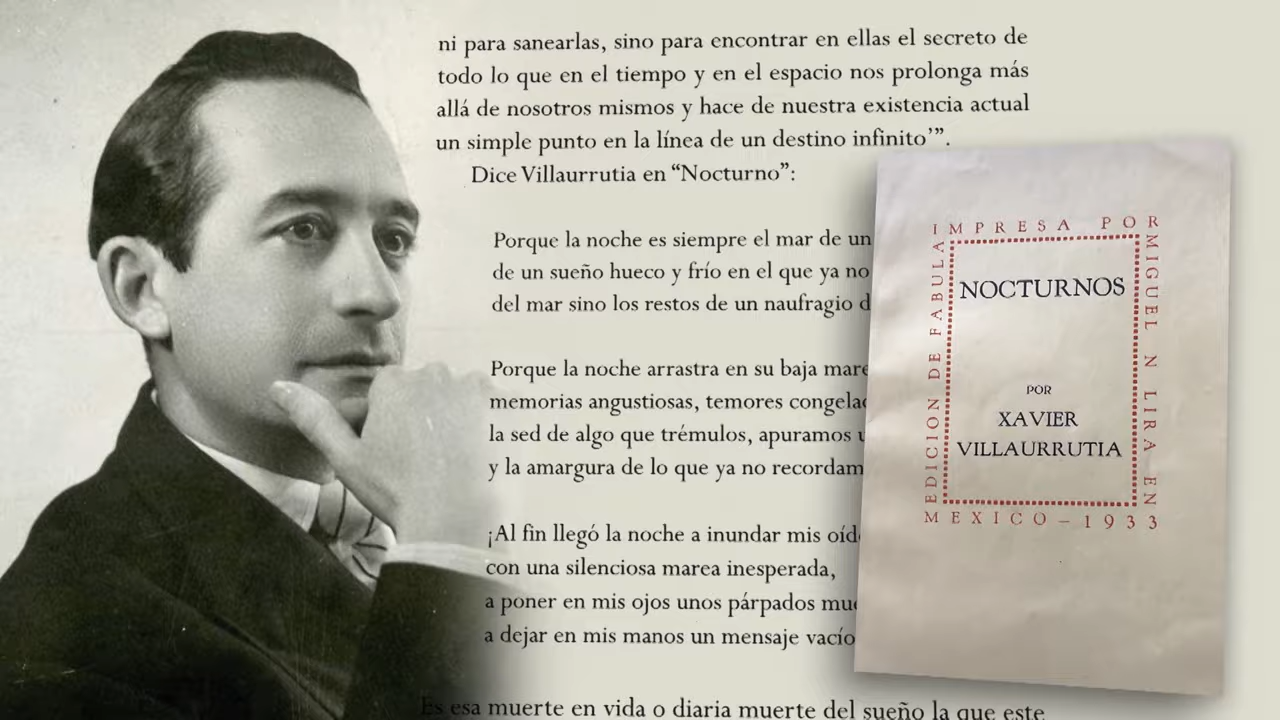 ni para sanearlas, sino para encontrar en ellas el secreto de
todo lo que en el tiempo y en el espacio nos prolonga más
allá de nosotros mismos y hace de nuestra existencia actual
un simple punto en la línea de un destino infinito’”.
Dice Villaurrutia en “Nocturno”:
Porque la noche es siempre el mar de un
de un sueño hueco y frío en el que ya no
del mar sino los restos de un naufragio
Porque la noche arrastra en su baja
memorias angustiosas, temores
la sed de algo que trémulos, apuramos
y la amargura de lo que ya no
¡Al fin llegó la noche a inundar mis
con una silenciosa marea inesperada,
a poner en mis ojos unos párpados
a dejar en mis manos un mensaje vacío
Es esa muerte en vida o diaria muerte del sueño la que este
IMPRESA POR
MIGUEL N LIRA EN
MEXICO-1933
EDICION DE FABULA
NOCTURNOS
POR
XAVIER
VILLAURRUTIA